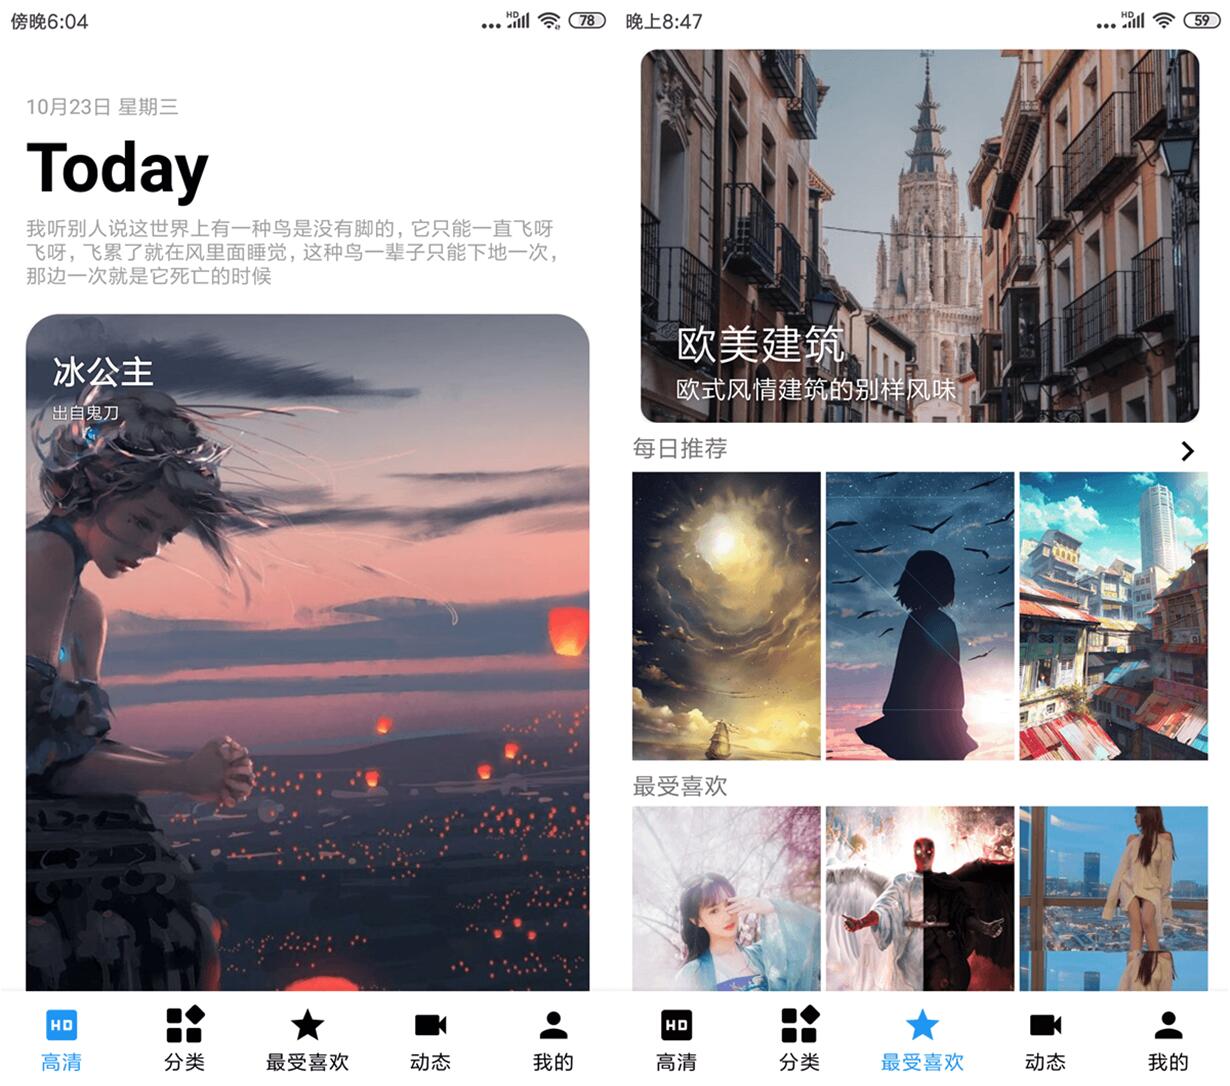 傍晚6:04
HD
78
10月23日 星期三
Today
我听别人说这世界上有一种鸟是没有脚的,它只能一直飞呀
飞呀,飞累了就在风里面睡觉,这种鸟一辈子只能下地一次,
那边一次就是它死亡的时候
冰公主
出自鬼刀
HD
高清
分类
最受喜欢
动态
我的
晚上8:47
HD
59
欧美建筑
欧式风情建筑的别样风味
每日推荐
最受喜欢
HD
高清
分类
最受喜欢
动态
我的